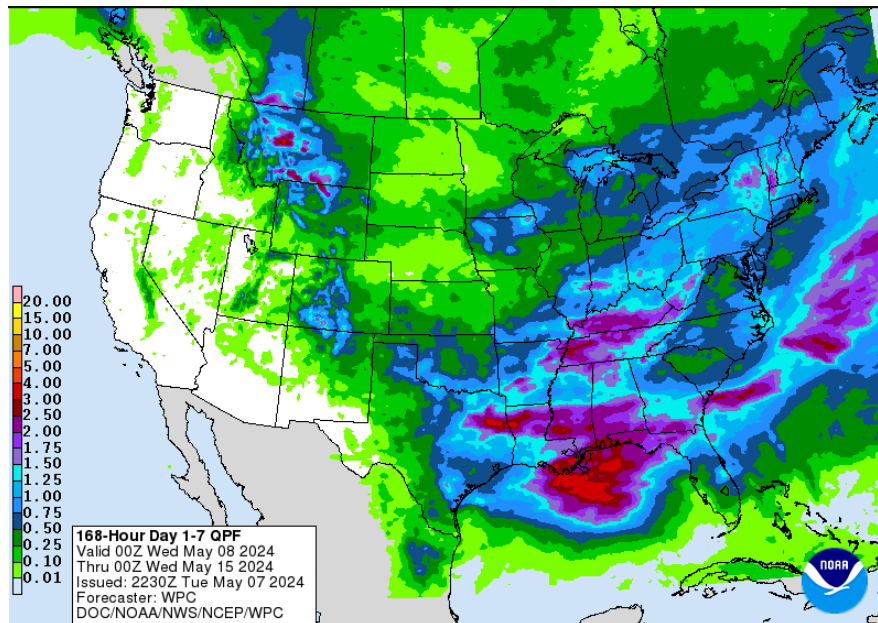 20.00
15.00
10.00
7.00
5.00
4.00
3.00
2.50
2.00
1.75
1.50
1.25
1.00
0.75
0.50
0.25
0.10
0.01
168-Hour Day 1-7 QPF
Valid 00Z Wed May 08 2024
Thru 00Z Wed May 15 2024
Issued: 2230Z Tue May 07 2024
Forecaster: WPC
DOC/NOAA/NWS/NCEP/WPC
NOAA